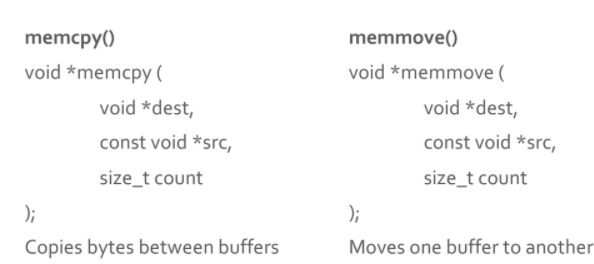 memcpy()
void *memcpy (
void *dest,
const void *src,
size_t count
);
Copies bytes between buffers
memmove()
void *memmove (
void *dest,
const void *src,
size_t count
);
Moves one buffer to another